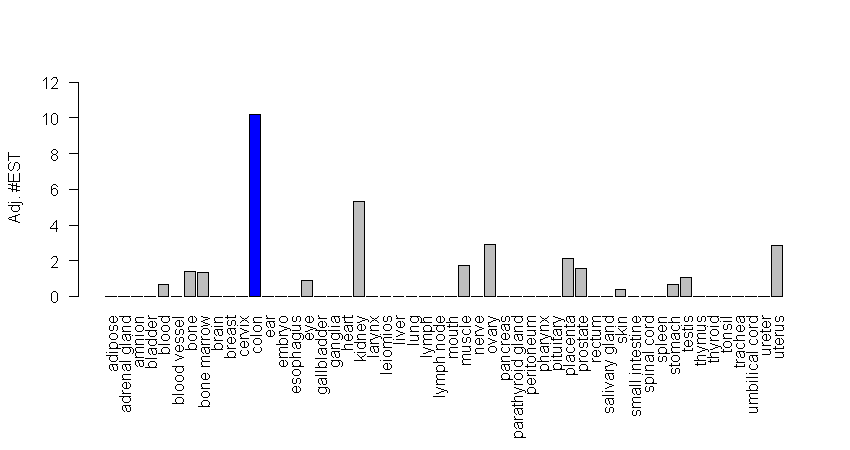 Adj. #EST
12
10
8
6
4
2
0
adipose
adrenal gland
amnion
bladder
blood
blood vessel
bone
bone marrow
brain
breast
cervix
colon
ear
embryo
esophagus
eye
gallbladder
ganglia
heart
kidney
larynx
leiomios
liver
lung
lymph
lymph node
mouth
muscle
nerve
ovary
pancreas
parathyroid gland
peritoneum
pharynx
pituitary
placenta
prostate
rectum
salivary gland
skin
small intestine
spinal cord
spleen
stomach
testis
thymus
thyroid
tonsil
trachea
umbilical cord
ureter
uterus